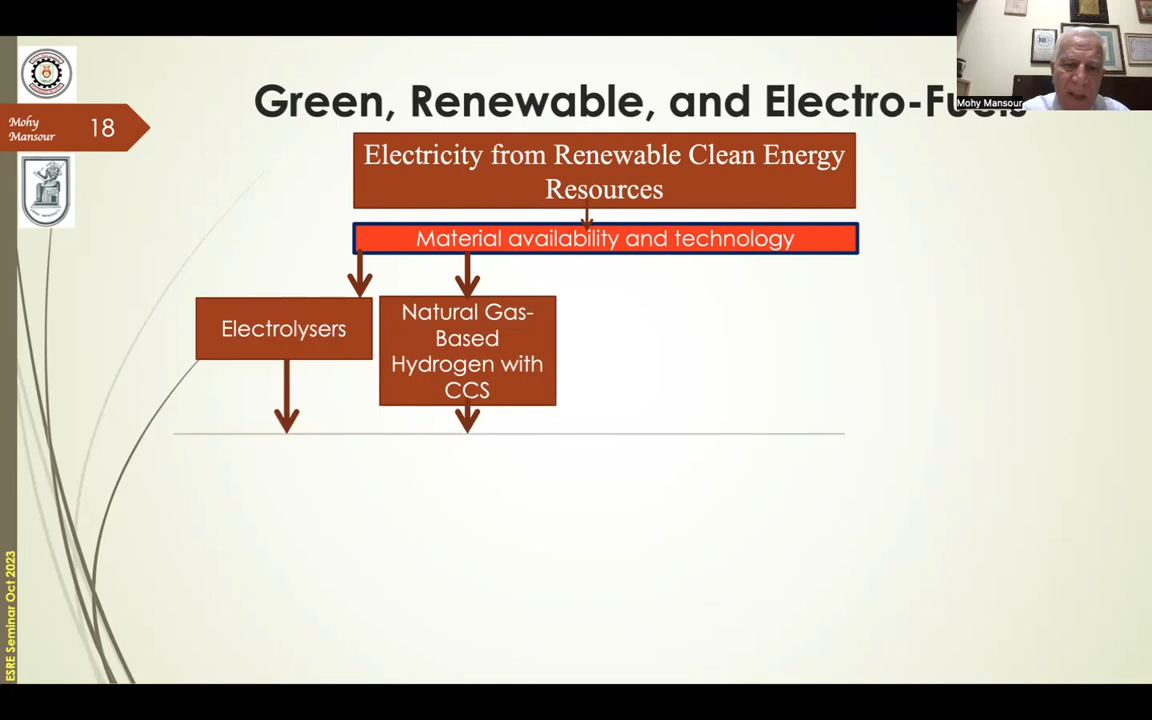 Green, Renewable, and Electro-Fuels
Mohy Mansour
Mohy
Mansour
18
Electricity from Renewable Clean Energy
Resources
Material availability and technology
Electrolysers
Natural Gas-
Based
Hydrogen with
CCS
ESRE Seminar Oct 2023